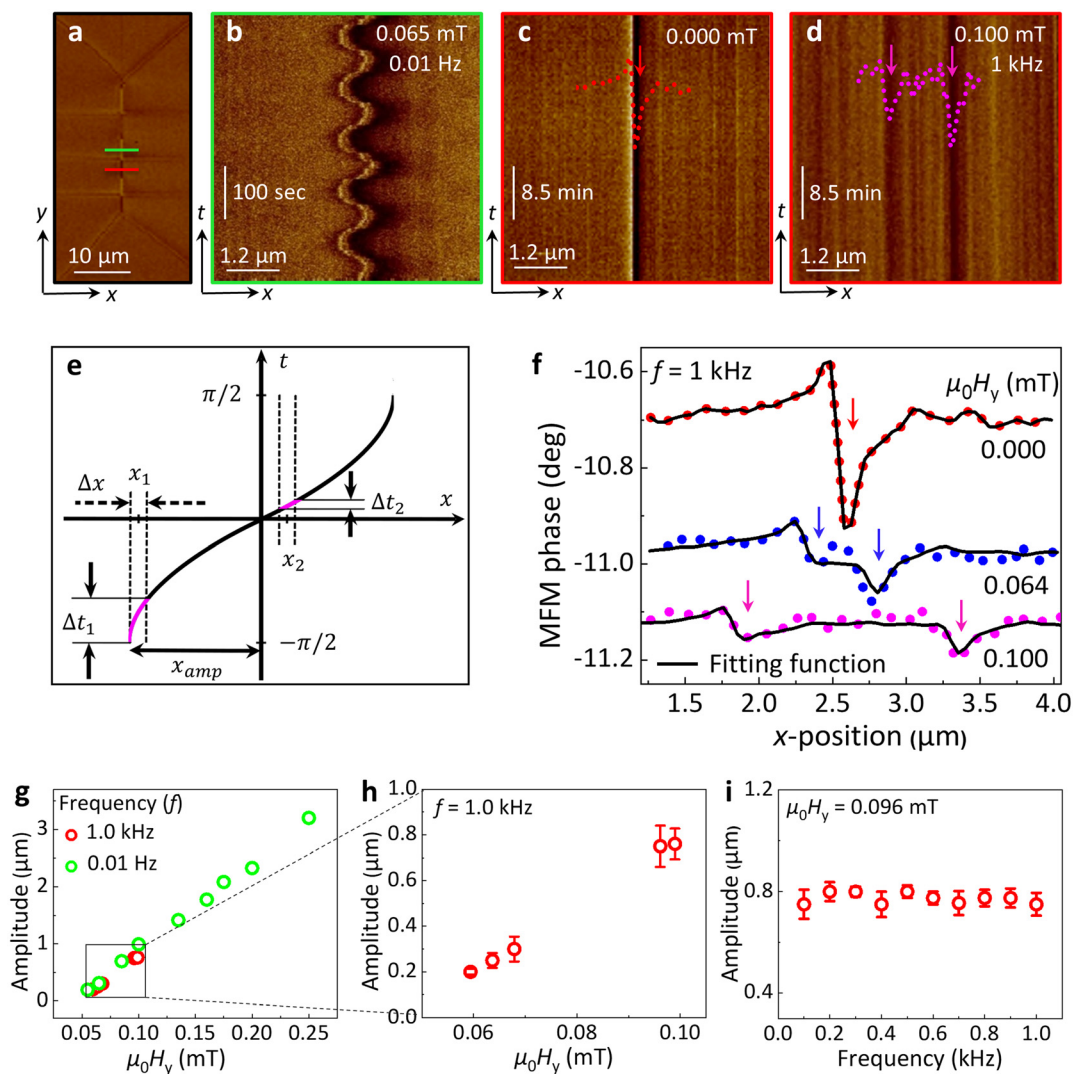 a
y
10 μm
x
b
0.065 mT
0.01 Hz
100 sec
t
1.2 μm
x
c
0.000 mT
8.5 min
t
1.2 μm
x
d
0.100 mT
1 kHz
8.5 min
t
1.2 μm
x
e
t
π/2
Δx
x₁
x
Δt₂
x₂
Δt₁
x_amp
−π/2
f
f = 1 kHz
μ₀H_y (mT)
-10.6
-10.8
-11.0
-11.2
MFM phase (deg)
0.000
0.064
0.100
Fitting function
1.5 2.0 2.5 3.0 3.5 4.0
x-position (μm)
g
Frequency (f)
1.0 kHz
0.01 Hz
3
2
1
0
Amplitude (μm)
0.05 0.10 0.15 0.20 0.25
μ₀H_y (mT)
h
f = 1.0 kHz
1.0
0.8
0.6
0.4
0.2
0.0
Amplitude (μm)
0.06 0.08 0.10
μ₀H_y (mT)
i
μ₀H_y = 0.096 mT
1.2
0.8
0.4
Amplitude (μm)
0.0 0.2 0.4 0.6 0.8 1.0
Frequency (kHz)